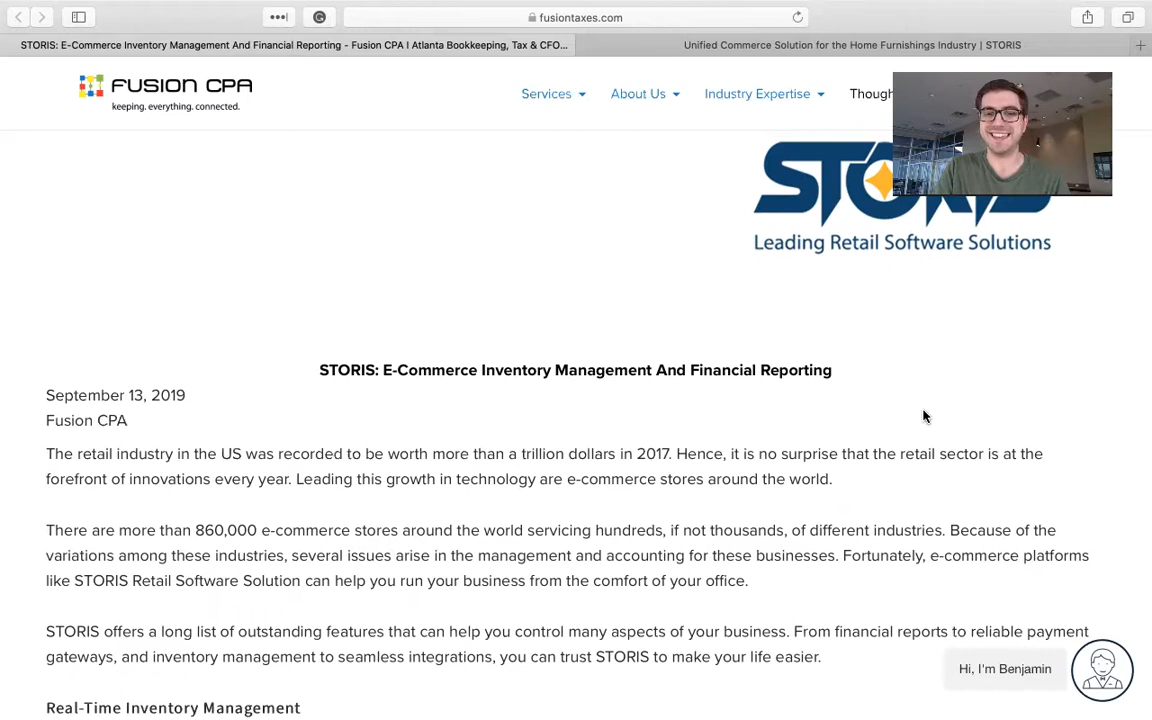 fusiontaxes.com
STORIS: E-Commerce Inventory Management And Financial Reporting - Fusion CPA I Atlanta Bookkeeping, Tax & CFO...
Unified Commerce Solution for the Home Furnishings Industry | STORIS
FUSION CPA
keeping. everything. connected.
Services
About Us
Industry Expertise
STORIS
Leading Retail Software Solutions
STORIS: E-Commerce Inventory Management And Financial Reporting
September 13, 2019
Fusion CPA
The retail industry in the US was recorded to be worth more than a trillion dollars in 2017. Hence, it is no surprise that the retail sector is at the
forefront of innovations every year. Leading this growth in technology are e-commerce stores around the world.
There are more than 860,000 e-commerce stores around the world servicing hundreds, if not thousands, of different industries. Because of the
variations among these industries, several issues arise in the management and accounting for these businesses. Fortunately, e-commerce platforms
like STORIS Retail Software Solution can help you run your business from the comfort of your office.
STORIS offers a long list of outstanding features that can help you control many aspects of your business. From financial reports to reliable payment
gateways, and inventory management to seamless integrations, you can trust STORIS to make your life easier.
Hi, I'm Benjamin
Real-Time Inventory Management